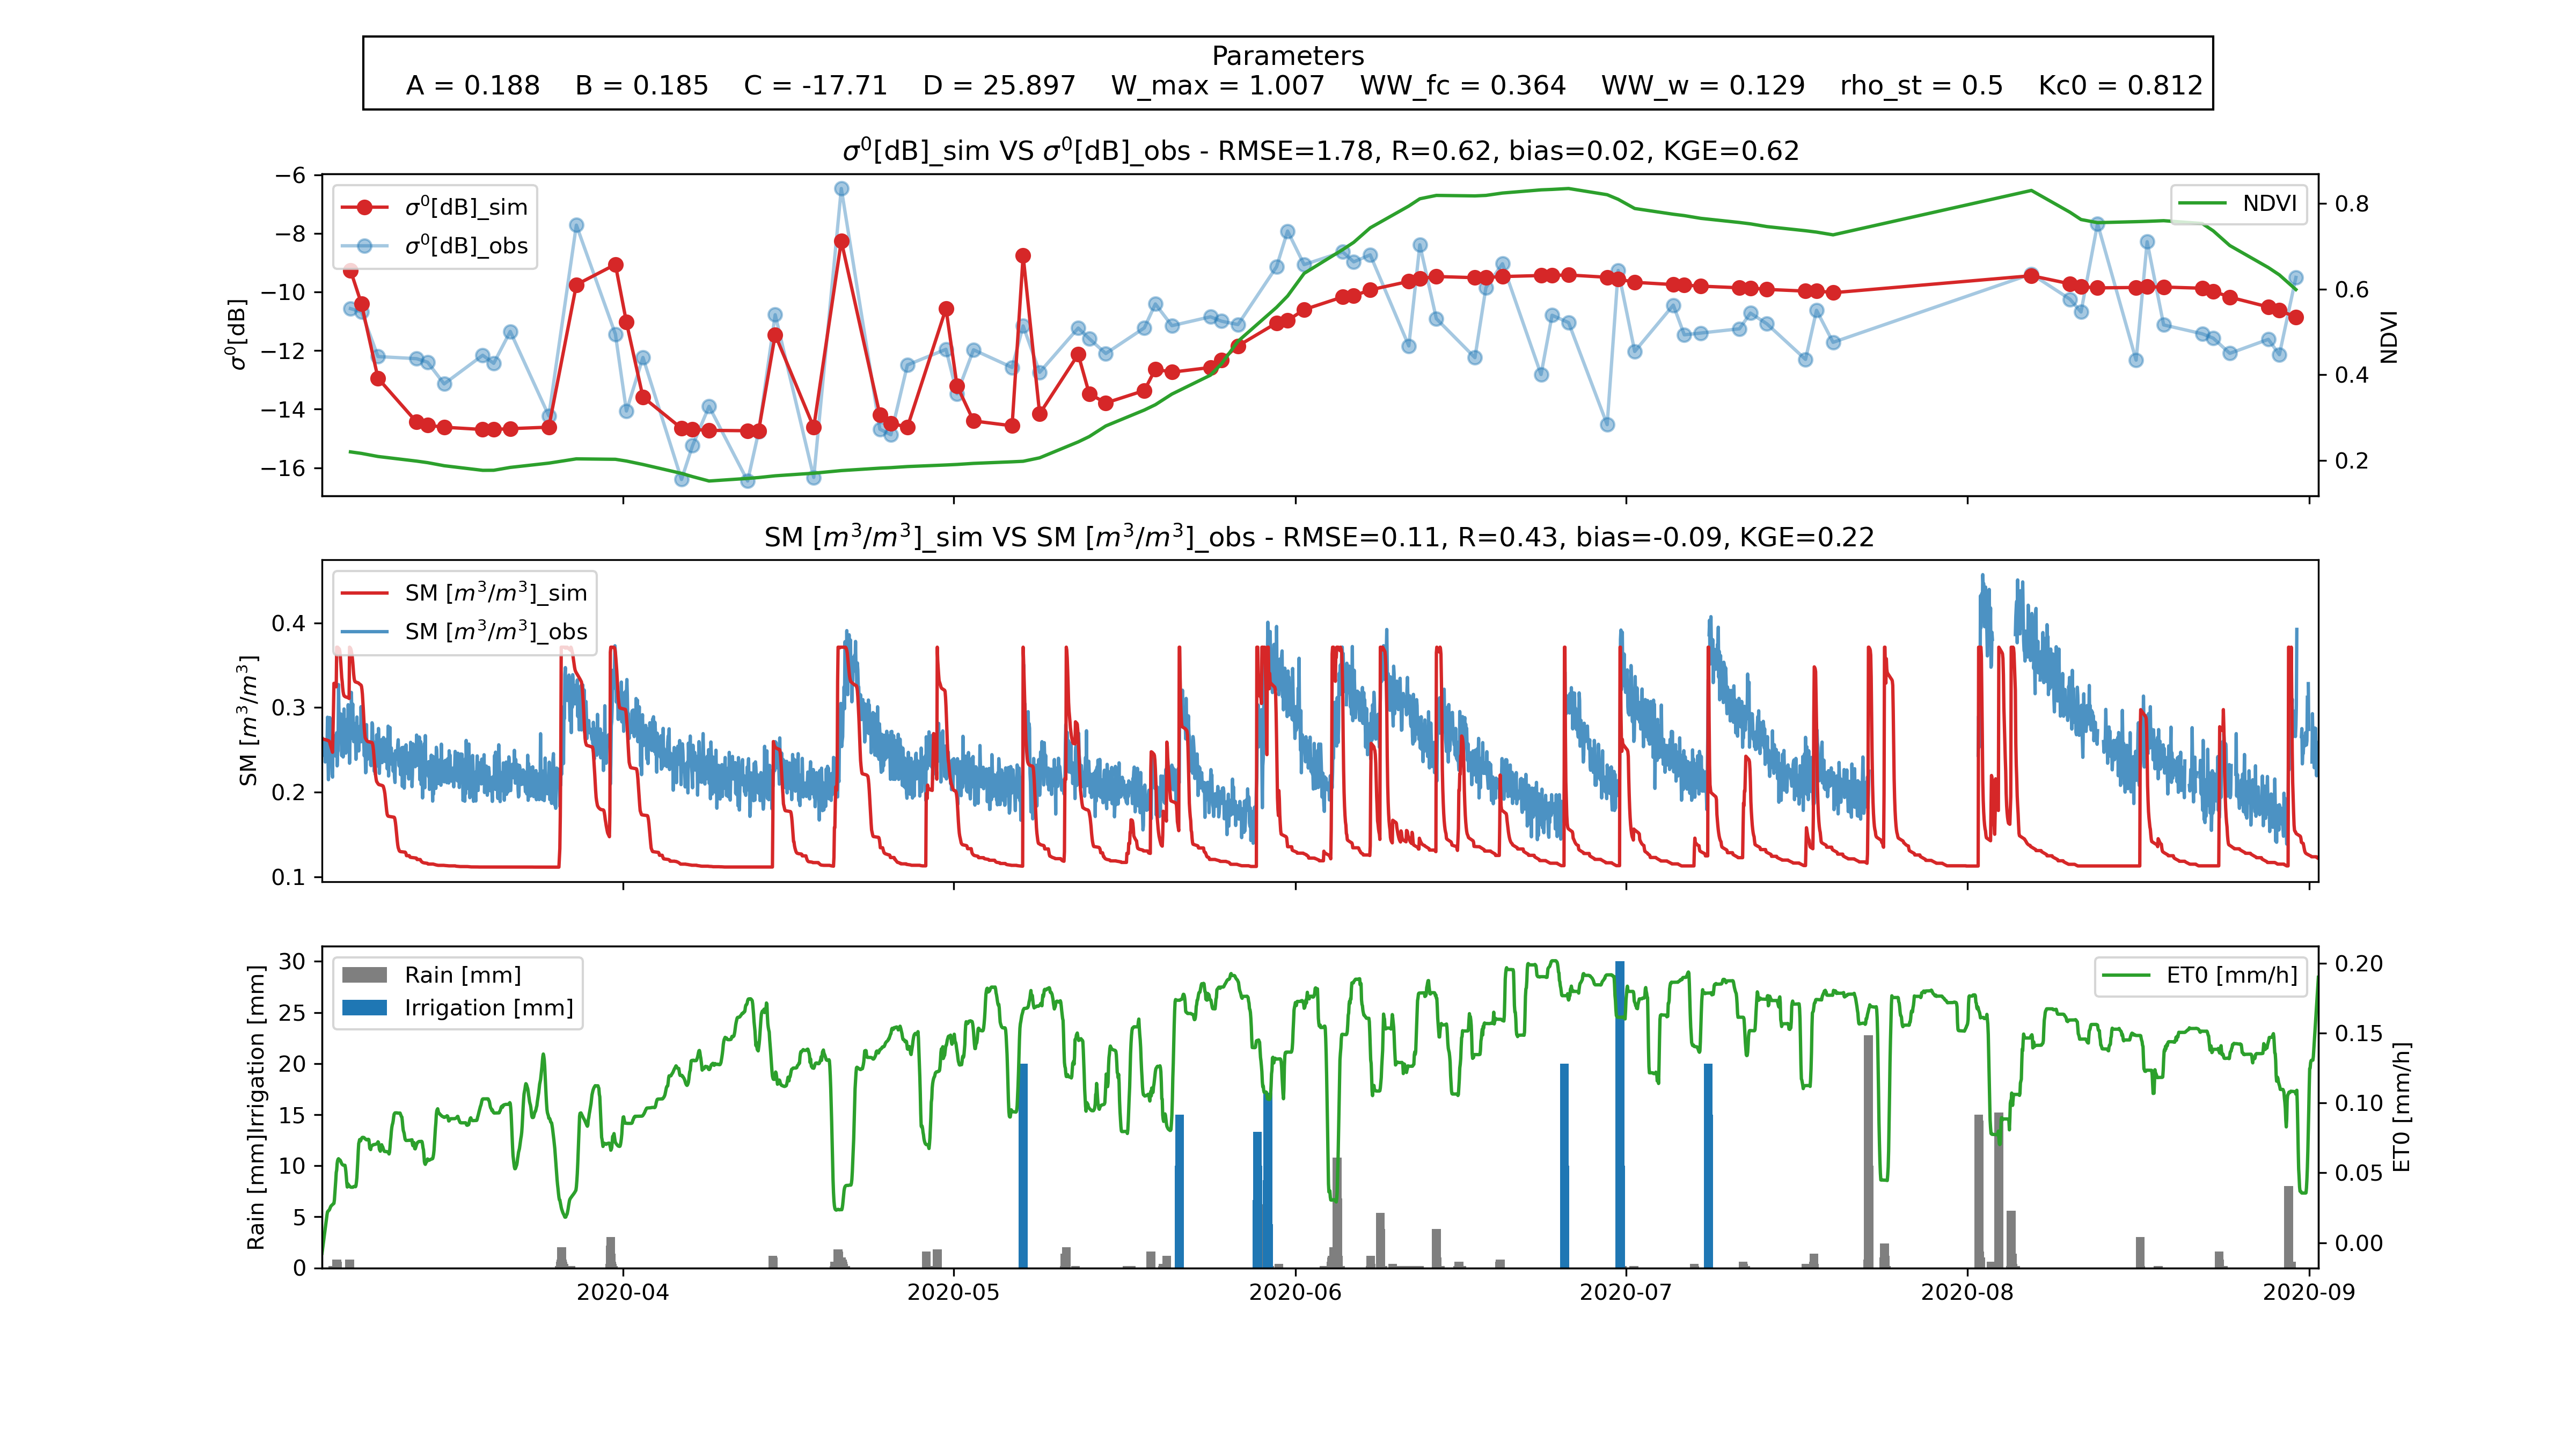 Parameters
A = 0.188 B = 0.185 C = -17.71 D = 25.897 W_max = 1.007 WW_fc = 0.364 WW_w = 0.129 rho_st = 0.5 Kc0 = 0.812
σ⁰[dB]_sim VS σ⁰[dB]_obs - RMSE=1.78, R=0.62, bias=0.02, KGE=0.62
σ⁰[dB]
−6
−8
−10
−12
−14
−16
σ⁰[dB]_sim
σ⁰[dB]_obs
NDVI
0.8
0.6
0.4
0.2
NDVI
SM [m³/m³]_sim VS SM [m³/m³]_obs - RMSE=0.11, R=0.43, bias=-0.09, KGE=0.22
SM [m³/m³]
0.4
0.3
0.2
0.1
SM [m³/m³]_sim
SM [m³/m³]_obs
Rain [mm]Irrigation [mm]
30
25
20
15
10
5
0
Rain [mm]
Irrigation [mm]
ET0 [mm/h]
0.20
0.15
0.10
0.05
0.00
ET0 [mm/h]
2020-04 2020-05 2020-06 2020-07 2020-08 2020-09